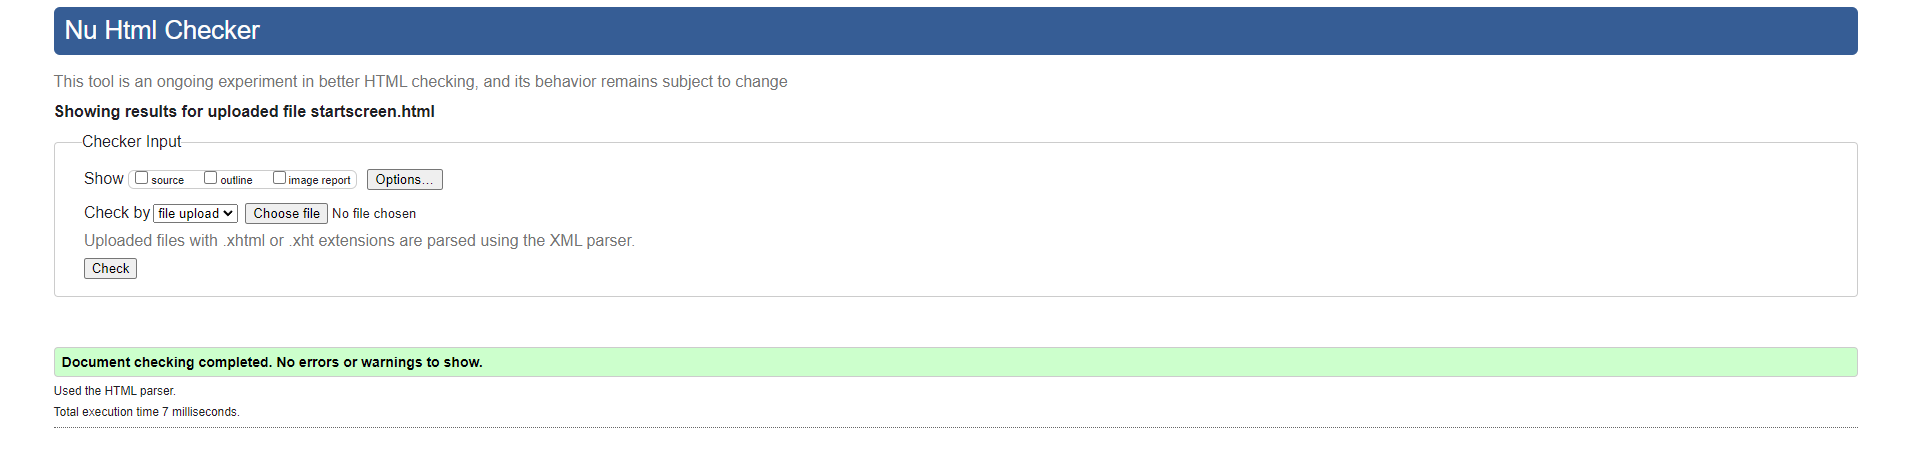 Nu Html Checker
This tool is an ongoing experiment in better HTML checking, and its behavior remains subject to change
Showing results for uploaded file startscreen.html
Checker Input
Show source outline image report Options...
Check by file upload Choose file No file chosen
Uploaded files with .xhtml or .xht extensions are parsed using the XML parser.
Check
Document checking completed. No errors or warnings to show.
Used the HTML parser.
Total execution time 7 milliseconds.